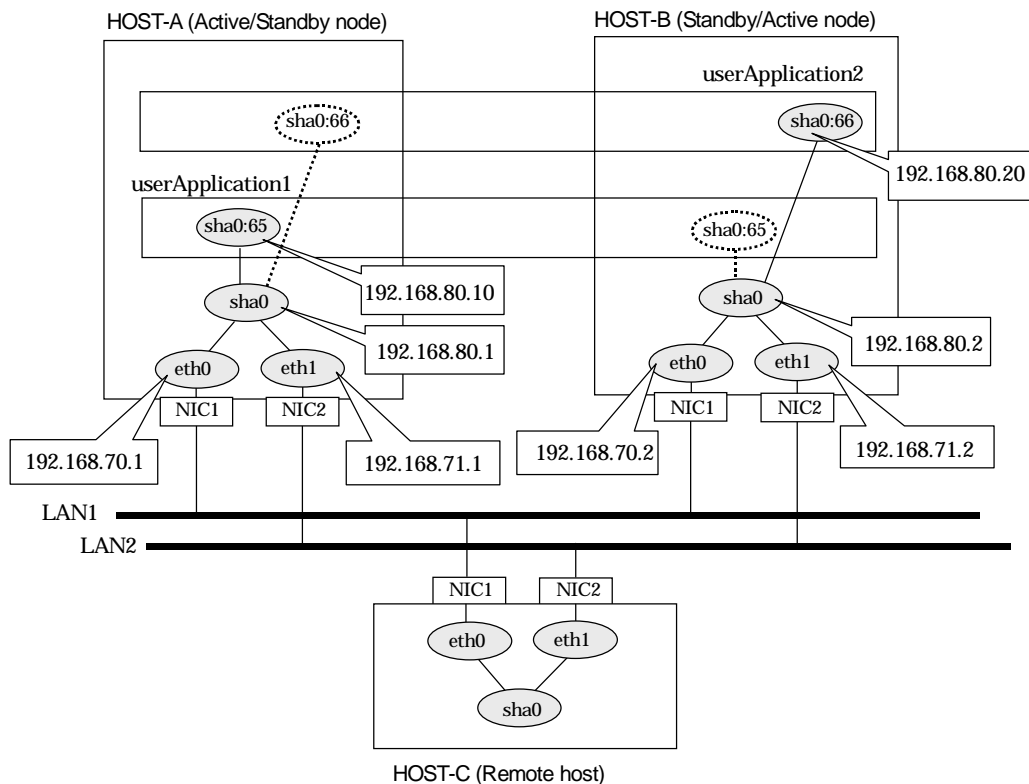 HOST-A (Active/Standby node)
HOST-B (Standby/Active node)
userApplication2
sha0:66
sha0:66
192.168.80.20
userApplication1
sha0:65
sha0:65
192.168.80.10
sha0
sha0
192.168.80.1
192.168.80.2
eth0
eth1
eth0
eth1
NIC1
NIC2
NIC1
NIC2
192.168.70.1
192.168.71.1
192.168.70.2
192.168.71.2
LAN1
LAN2
NIC1
NIC2
eth0
eth1
sha0
HOST-C (Remote host)